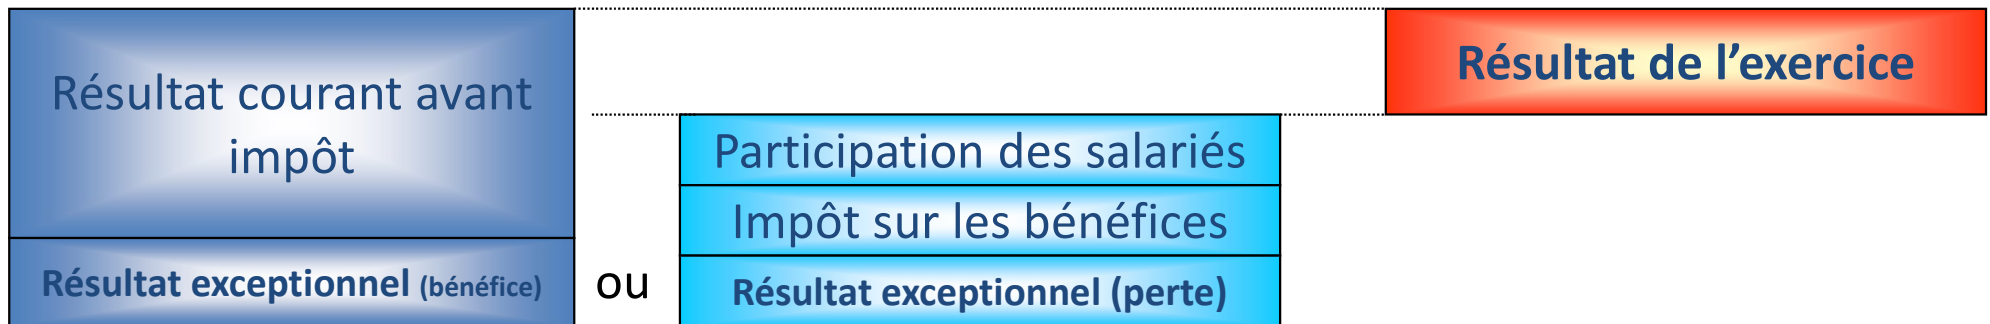 Résultat courant avant
impôt
Résultat exceptionnel (bénéfice)
ou
Participation des salariés
Impôt sur les bénéfices
Résultat exceptionnel (perte)
Résultat de l’exercice